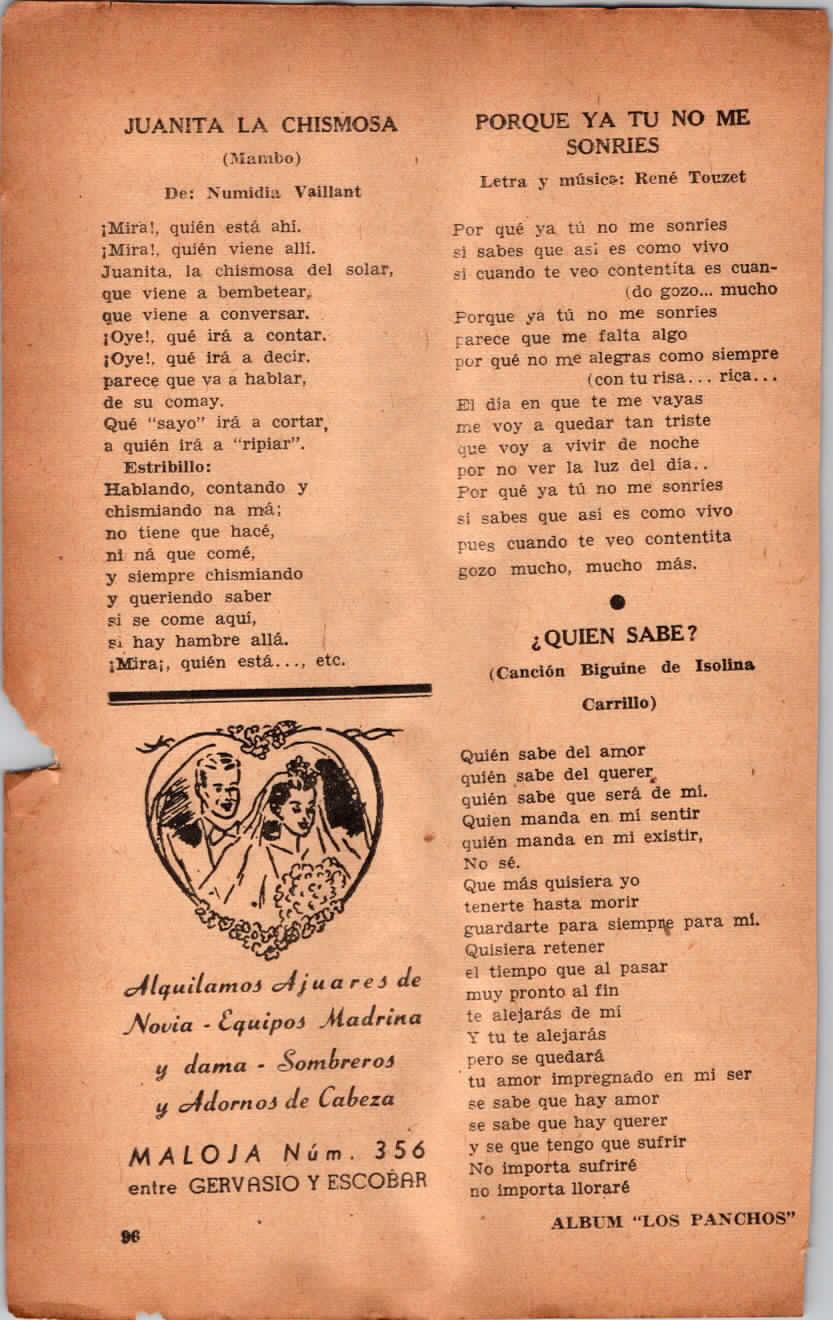 JUANITA LA CHISMOSA
(Mambo)
De: Numidia Vaillant
¡Mira!, quién está ahí.
¡Mira!, quién viene allí.
Juanita, la chismosa del solar,
que viene a bembetear,
que viene a conversar.
¡Oye!, qué irá a contar.
¡Oye!, qué irá a decir.
parece que va a hablar,
de su comay.
Qué “sayo” irá a cortar,
a quién irá a “ripiar”.
Estribillo:
Hablando, contando y
chismiando na má;
no tiene que hacé,
ni ná que comé,
y siempre chismiando
y queriendo saber
si se come aquí,
si hay hambre allá.
¡Mira¡, quién está..., etc.
Alquilamos Ajuares de
Novia - Equipos Madrina
y dama - Sombreros
y Adornos de Cabeza
MALOJA Núm. 356
entre GERVASIO Y ESCOBAR
96
PORQUE YA TU NO ME
SONRIES
Letra y música: René Touzet
Por qué ya tú no me sonríes
si sabes que así es como vivo
si cuando te veo contentita es cuan-
(do gozo... mucho
Porque ya tú no me sonríes
parece que me falta algo
por qué no me alegras como siempre
(con tu risa... rica...
El día en que te me vayas
me voy a quedar tan triste
que voy a vivir de noche
por no ver la luz del día..
Por qué ya tú no me sonríes
si sabes que así es como vivo
pues cuando te veo contentita
gozo mucho, mucho más.
¿QUIEN SABE?
(Canción Biguine de Isolina
Carrillo)
Quién sabe del amor
quién sabe del querer,
quién sabe que será de mí.
Quien manda en mí sentir
quién manda en mi existir,
No sé.
Que más quisiera yo
tenerte hasta morir
guardarte para siempre para mí.
Quisiera retener
el tiempo que al pasar
muy pronto al fin
te alejarás de mí
Y tu te alejarás
pero se quedará
tu amor impregnado en mi ser
se sabe que hay amor
se sabe que hay querer
y se que tengo que sufrir
No importa sufriré
no importa lloraré
ALBUM “LOS PANCHOS”